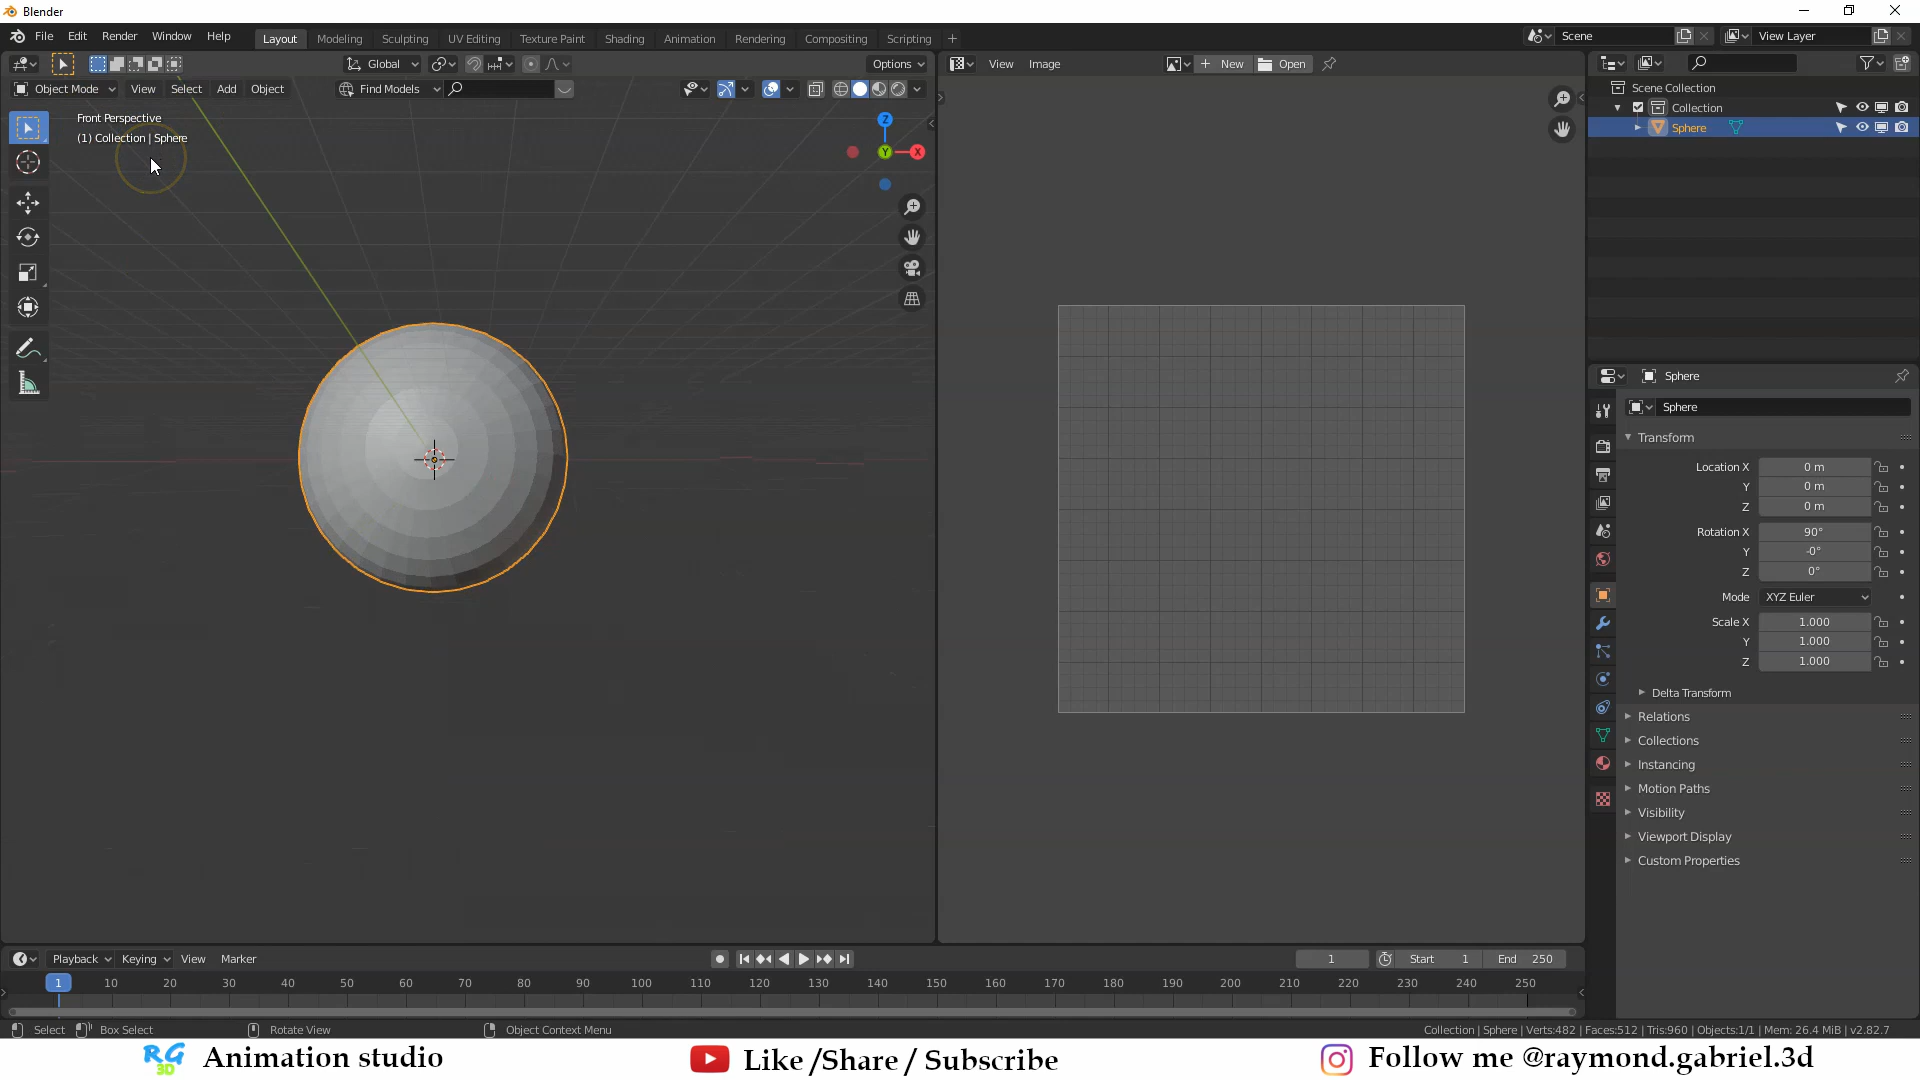 Blender
File Edit Render Window Help Layout Modeling Sculpting UV Editing Texture Paint Shading Animation Rendering Compositing Scripting + Scene View Layer
Global Options View Image + New Open
Object Mode View Select Add Object Find Models
Scene Collection
Collection
Sphere
Front Perspective
(1) Collection | Sphere
Z
Y
X
Sphere
Sphere
Transform
Location X 0 m
Y 0 m
Z 0 m
Rotation X 90°
Y -0°
Z 0°
Mode XYZ Euler
Scale X 1.000
Y 1.000
Z 1.000
Delta Transform
Relations
Collections
Instancing
Motion Paths
Visibility
Viewport Display
Custom Properties
Playback Keying View Marker 1 Start 1 End 250
1 10 20 30 40 50 60 70 80 90 100 110 120 130 140 150 160 170 180 190 200 210 220 230 240 250
Select Box Select Rotate View Object Context Menu Collection | Sphere | Verts:482 | Faces:512 | Tris:960 | Objects:1/1 | Mem: 26.4 MiB | v2.82.7
RG 3D Animation studio Like /Share / Subscribe Follow me @raymond.gabriel.3d